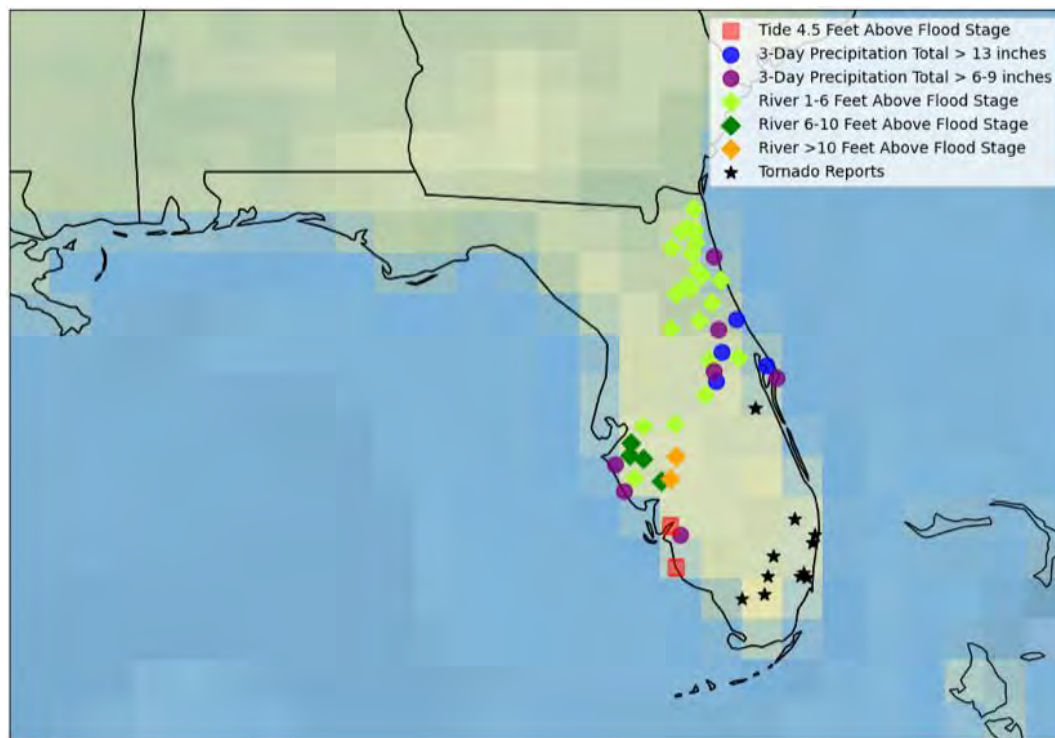 Tide 4.5 Feet Above Flood Stage
3-Day Precipitation Total > 13 inches
3-Day Precipitation Total > 6-9 inches
River 1-6 Feet Above Flood Stage
River 6-10 Feet Above Flood Stage
River >10 Feet Above Flood Stage
Tornado Reports